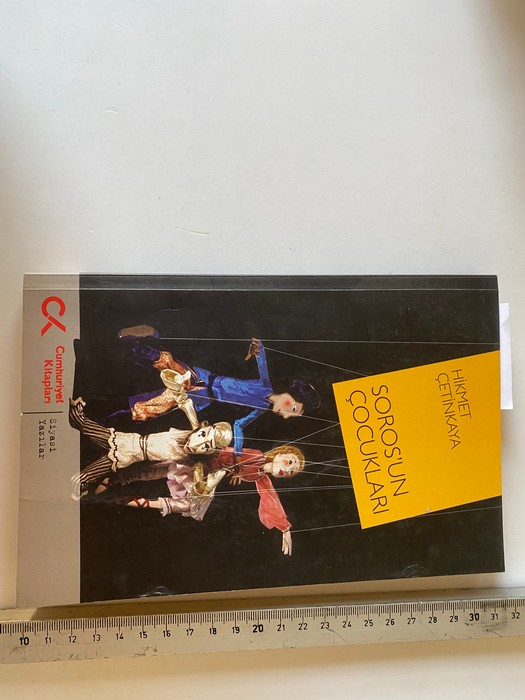 HİKMET
ÇETİNKAYA
SOROS'UN
ÇOCUKLARI
CK
Cumhuriyet
Kitapları
Siyasi
Yazılar
10 11 12 13 14 15 16 17 18 19 20 21 22 23 24 25 26 27 28 29 30 31 32